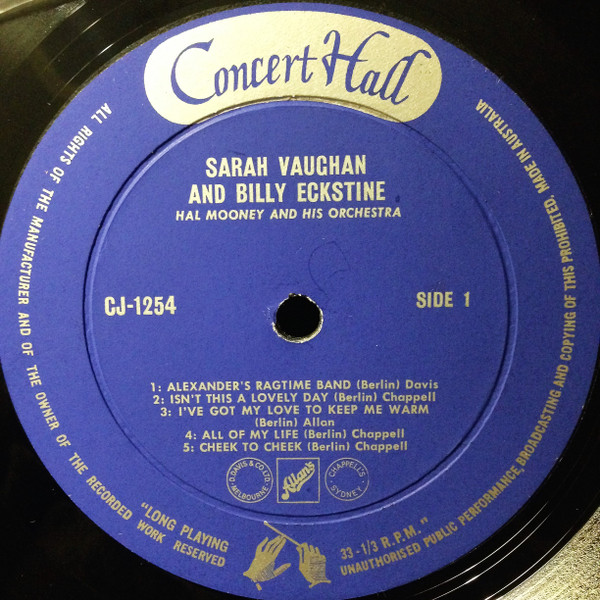 Concert Hall
SARAH VAUGHAN
AND BILLY ECKSTINE
HAL MOONEY AND HIS ORCHESTRA
CJ-1254
SIDE 1
1: ALEXANDER'S RAGTIME BAND (Berlin) Davis
2: ISN'T THIS A LOVELY DAY (Berlin) Chappell
3: I'VE GOT MY LOVE TO KEEP ME WARM
(Berlin) Allan
4: ALL OF MY LIFE (Berlin) Chappell
5: CHEEK TO CHEEK (Berlin) Chappell
D. DAVIS & CO. LTD. MELBOURNE
Allan's
CHAPPELL'S SYDNEY
ALL RIGHTS OF THE MANUFACTURER AND OF THE OWNER OF THE RECORDED WORK RESERVED
"LONG PLAYING
33-1/3 R.P.M."
UNAUTHORISED PUBLIC PERFORMANCE, BROADCASTING AND COPYING OF THIS PROHIBITED. MADE IN AUSTRALIA